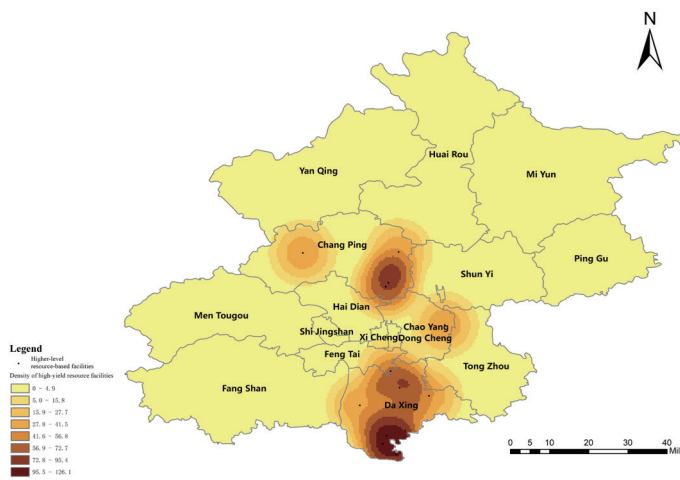 N
Yan Qing
Huai Rou
Mi Yun
Chang Ping
Ping Gu
Shun Yi
Hai Dian
Men Tougou
Shi Jingshan
Xi Cheng
Chao Yang
Dong Cheng
Feng Tai
Tong Zhou
Fang Shan
Da Xing
Legend
Higher-level
resource-based facilities
Density of high-yield resource facilities
0 - 4.9
5.0 - 15.8
15.9 - 27.7
27.8 - 41.5
41.6 - 56.8
56.9 - 72.7
72.8 - 95.4
95.5 - 126.1
0 5 10 20 30 40
Mil